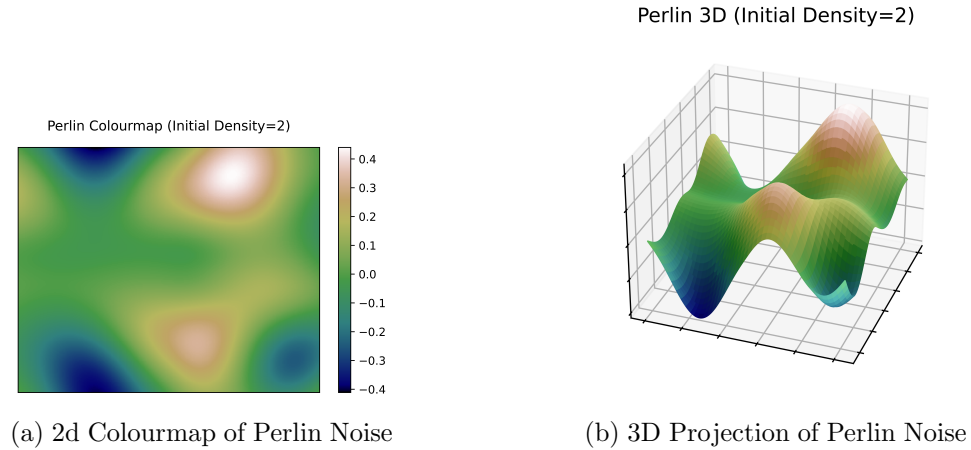 Perlin 3D (Initial Density=2)
Perlin Colourmap (Initial Density=2)
0.4
0.3
0.2
0.1
0.0
−0.1
−0.2
−0.3
−0.4
(a) 2d Colourmap of Perlin Noise
(b) 3D Projection of Perlin Noise